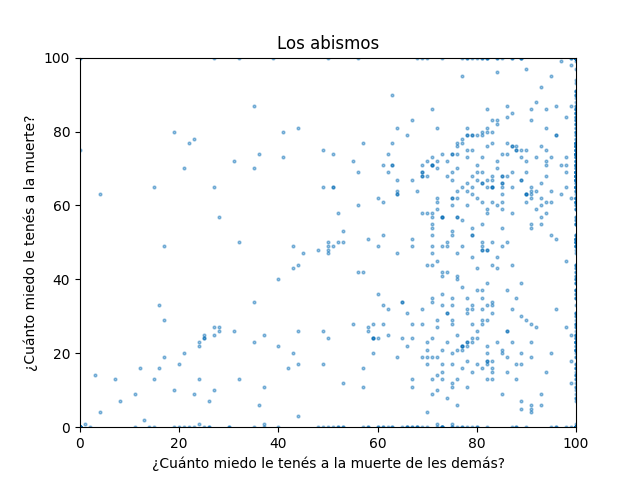 Los abismos
¿Cuánto miedo le tenés a la muerte?
100
80
60
40
20
0
0 20 40 60 80 100
¿Cuánto miedo le tenés a la muerte de les demás?